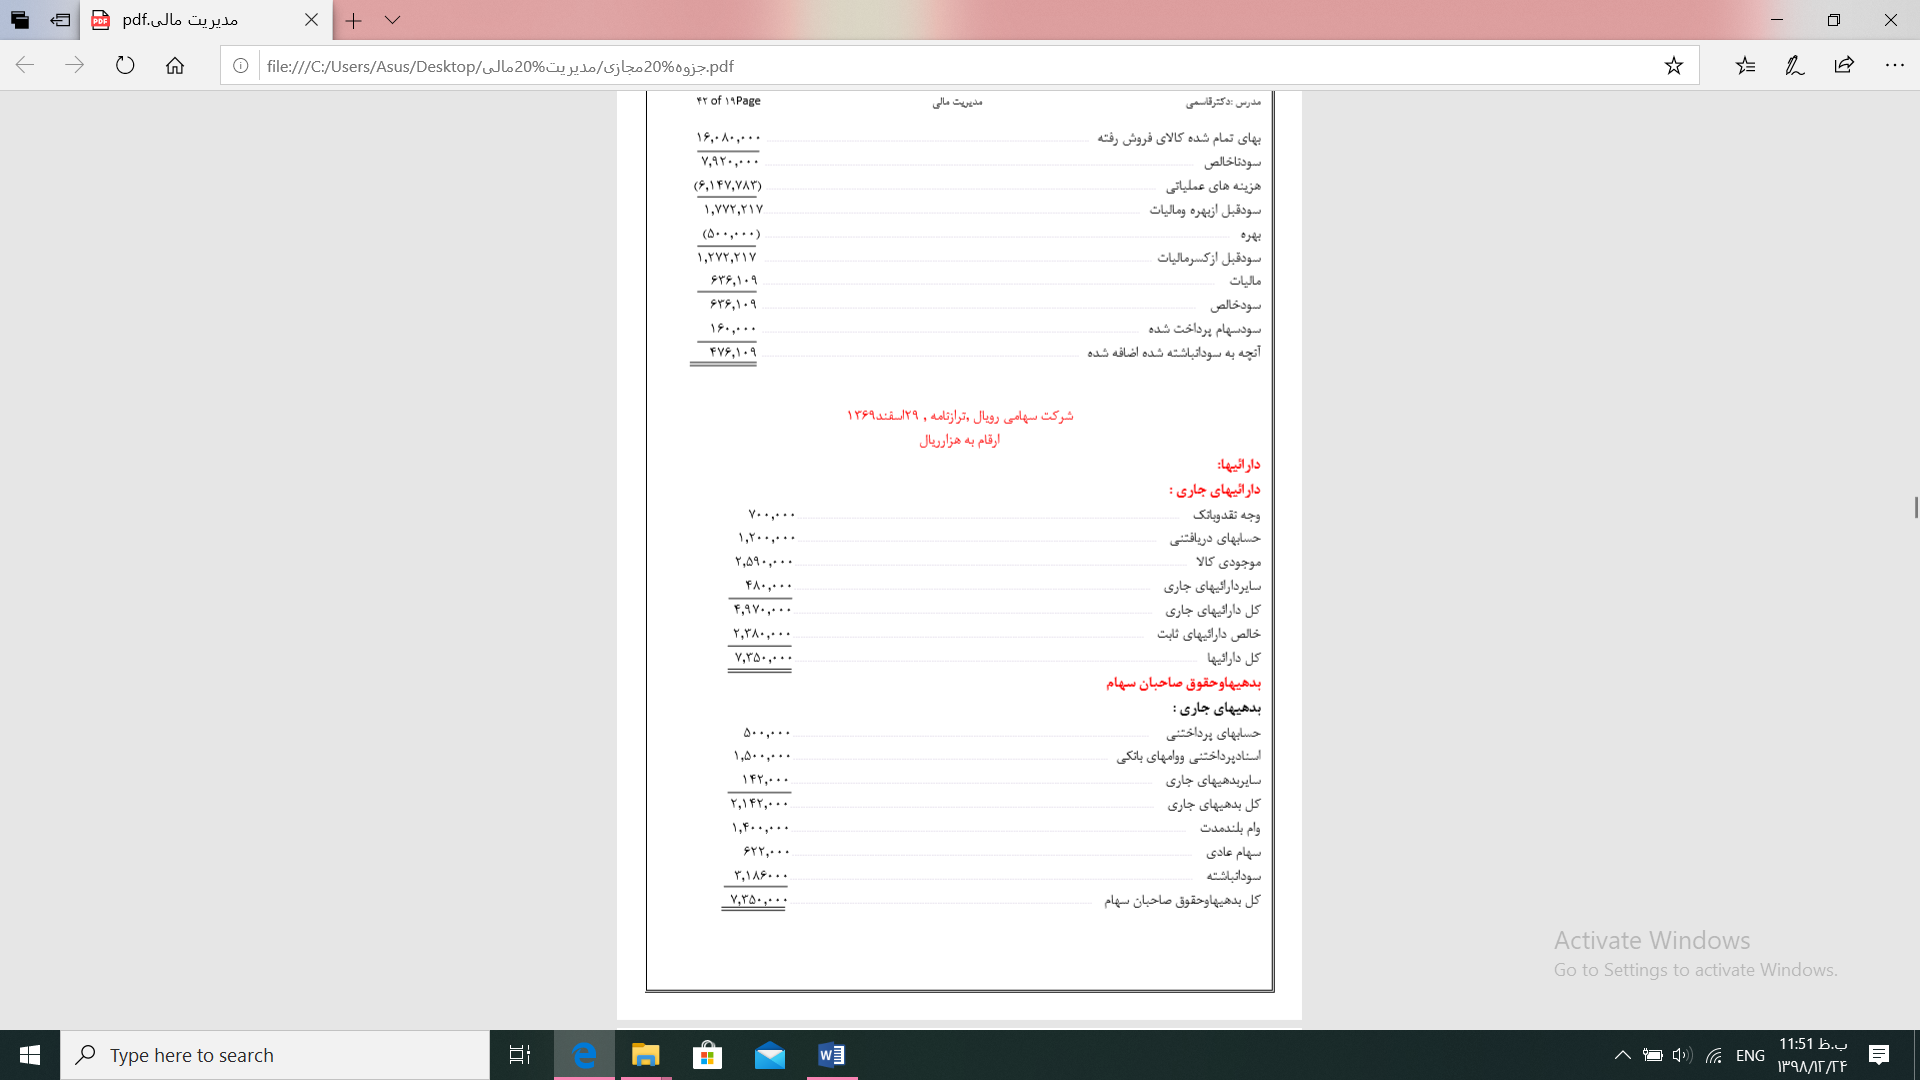 مدیریت مالی.pdf
file:///C:/Users/Asus/Desktop/جزوه%20مجازی/مدیریت%20مالی.pdf
مدرس :دکترقاسمی مدیریت مالی ۴۲ of ۱۹Page
بهای تمام شده کالای فروش رفته ۱۶,۰۸۰,۰۰۰
سودناخالص ۷,۹۲۰,۰۰۰
هزینه های عملیاتی (۶,۱۴۷,۷۸۳)
سودقبل ازبهره ومالیات ۱,۷۷۲,۲۱۷
بهره (۵۰۰,۰۰۰)
سودقبل ازکسرمالیات ۱,۲۷۲,۲۱۷
مالیات ۶۳۶,۱۰۹
سودخالص ۶۳۶,۱۰۹
سودسهام پرداخت شده ۱۶۰,۰۰۰
آنچه به سودانباشته شده اضافه شده ۴۷۶,۱۰۹
شرکت سهامی رویال ,ترازنامه , ۲۹اسفند۱۳۶۹
ارقام به هزارریال
دارائیها:
دارائیهای جاری :
وجه نقدوبانک ۷۰۰,۰۰۰
حسابهای دریافتنی ۱,۲۰۰,۰۰۰
موجودی کالا ۲,۵۹۰,۰۰۰
سایردارائیهای جاری ۴۸۰,۰۰۰
کل دارائیهای جاری ۴,۹۷۰,۰۰۰
خالص دارائیهای ثابت ۲,۳۸۰,۰۰۰
کل دارائیها ۷,۳۵۰,۰۰۰
بدهیهاوحقوق صاحبان سهام
بدهیهای جاری :
حسابهای پرداختنی ۵۰۰,۰۰۰
اسنادپرداختنی ووامهای بانکی ۱,۵۰۰,۰۰۰
سایربدهیهای جاری ۱۴۲,۰۰۰
کل بدهیهای جاری ۲,۱۴۲,۰۰۰
وام بلندمدت ۱,۴۰۰,۰۰۰
سهام عادی ۶۲۲,۰۰۰
سودانباشته ۳,۱۸۶۰۰۰
کل بدهیهاوحقوق صاحبان سهام ۷,۳۵۰,۰۰۰
Activate Windows
Go to Settings to activate Windows.
Type here to search
ENG
11:51 ب.ظ
۱۳۹۸/۱۲/۲۴